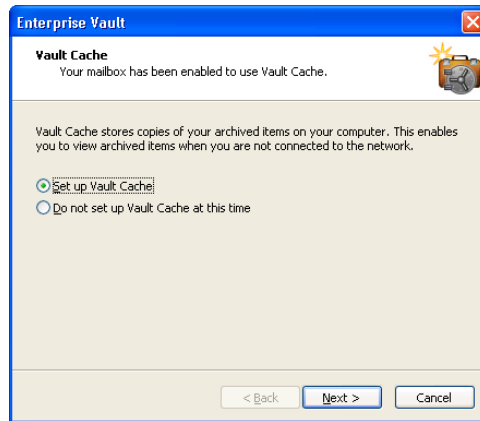 Enterprise Vault
Vault Cache
Your mailbox has been enabled to use Vault Cache.
Vault Cache stores copies of your archived items on your computer. This enables
you to view archived items when you are not connected to the network.
Set up Vault Cache
Do not set up Vault Cache at this time
< Back Next > Cancel